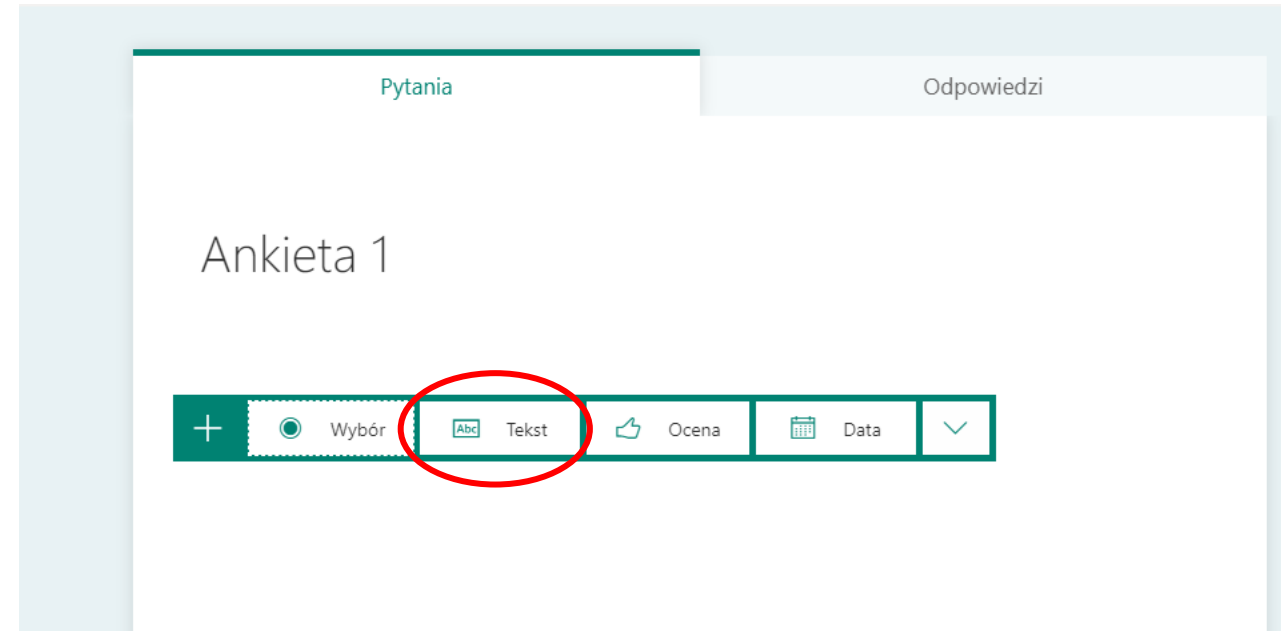 Pytania
Odpowiedzi
Ankieta 1
Wybór
Abc Tekst
Ocena
Data